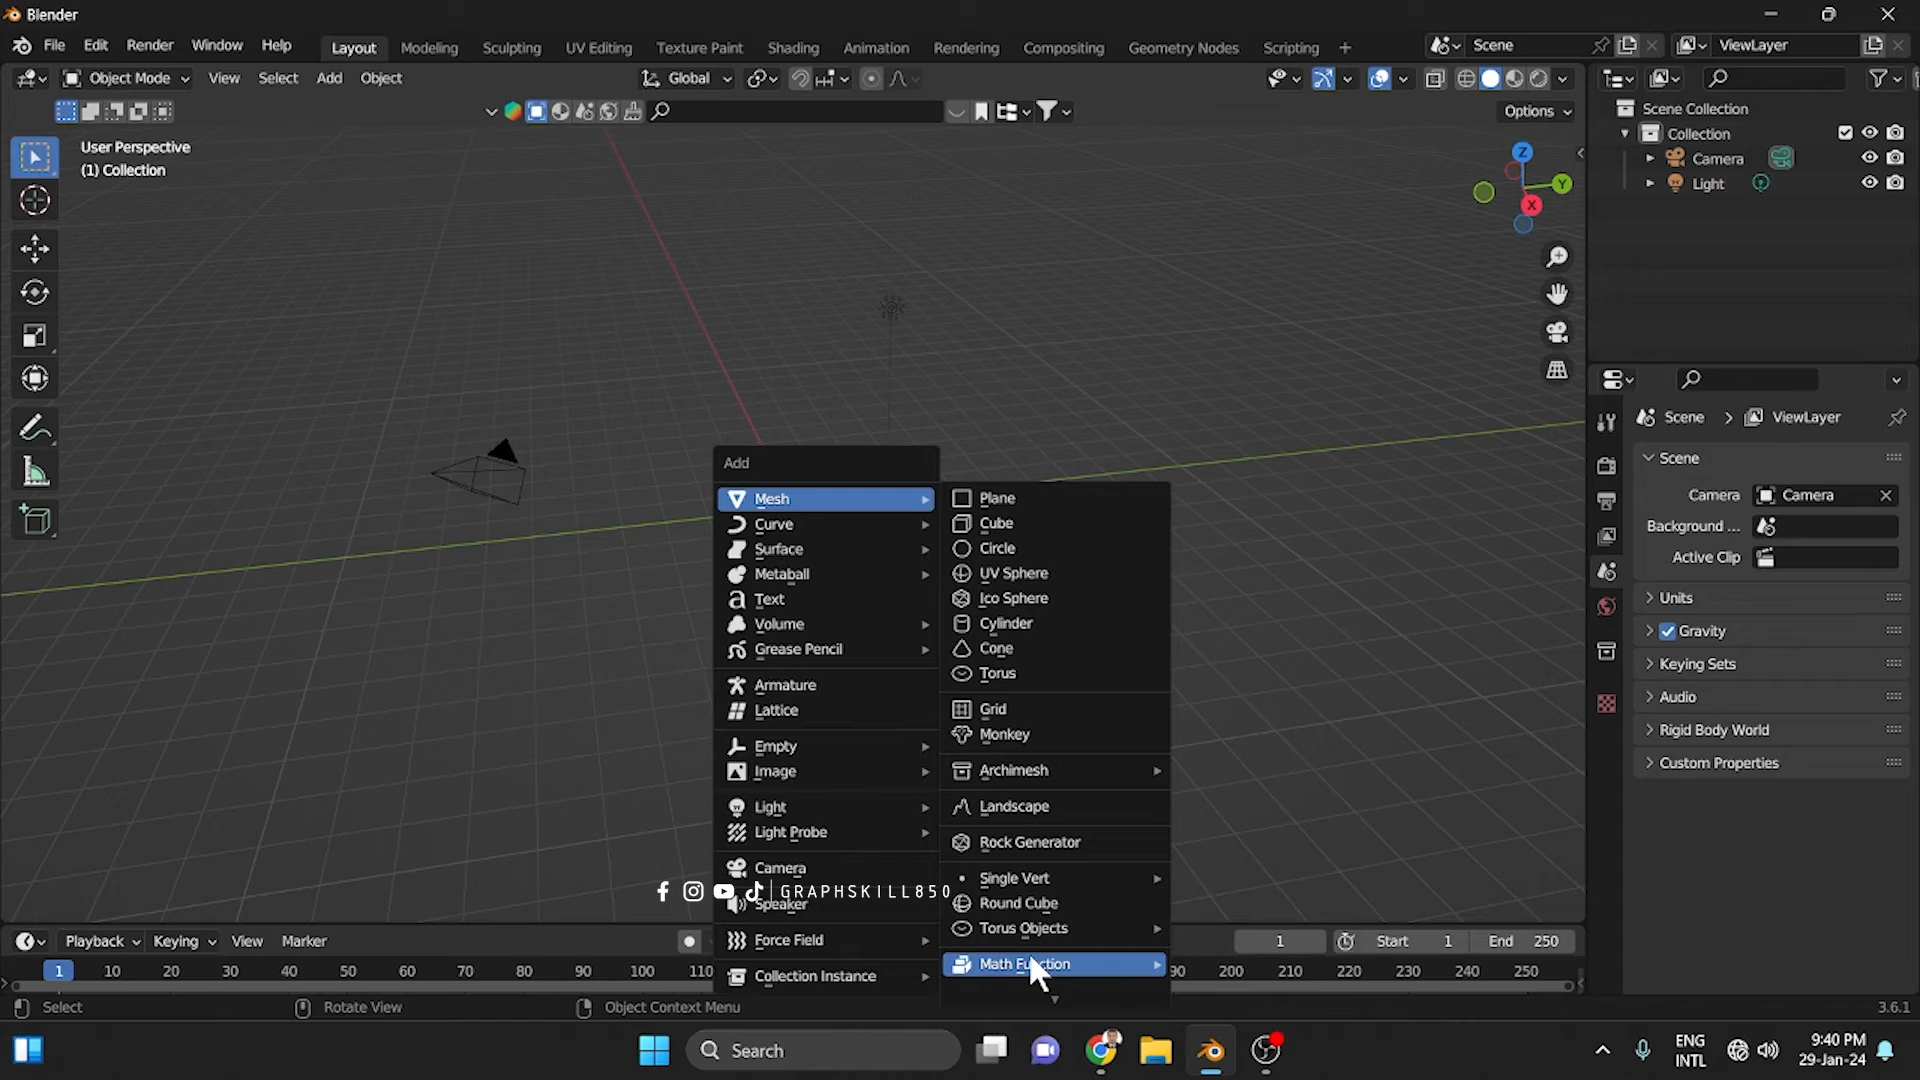 Blender
File Edit Render Window Help Layout Modeling Sculpting UV Editing Texture Paint Shading Animation Rendering Compositing Geometry Nodes Scripting + Scene ViewLayer
Object Mode View Select Add Object Global
Options
User Perspective
(1) Collection
Z
Y
X
Scene Collection
Collection
Camera
Light
Scene > ViewLayer
Scene
Camera Camera
Background ...
Active Clip
Units
Gravity
Keying Sets
Audio
Rigid Body World
Custom Properties
Add
Mesh
Curve
Surface
Metaball
Text
Volume
Grease Pencil
Armature
Lattice
Empty
Image
Light
Light Probe
Camera
Speaker
Force Field
Collection Instance
Plane
Cube
Circle
UV Sphere
Ico Sphere
Cylinder
Cone
Torus
Grid
Monkey
Archimesh
Landscape
Rock Generator
Single Vert
Round Cube
Torus Objects
Math Function
GRAPHSKILL850
Playback Keying View Marker 1 Start 1 End 250
1 10 20 30 40 50 60 70 80 90 100 110 90 200 210 220 230 240 250
Select Rotate View Object Context Menu 3.6.1
Search
ENG
INTL
9:40 PM
29-Jan-24